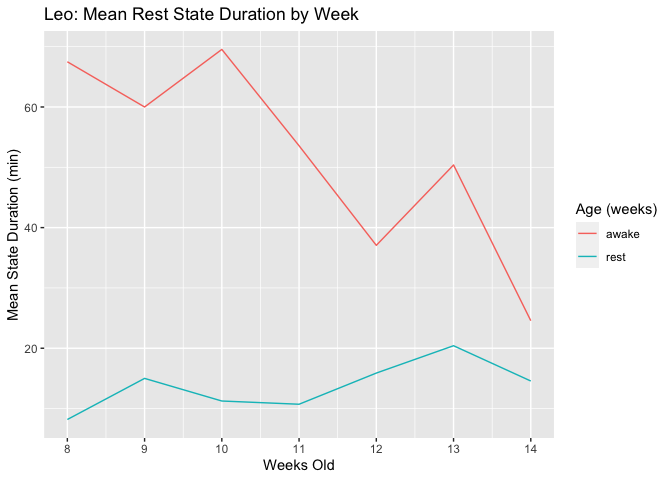 Leo: Mean Rest State Duration by Week
Mean State Duration (min)
60
40
20
8 9 10 11 12 13 14
Weeks Old
Age (weeks)
awake
rest